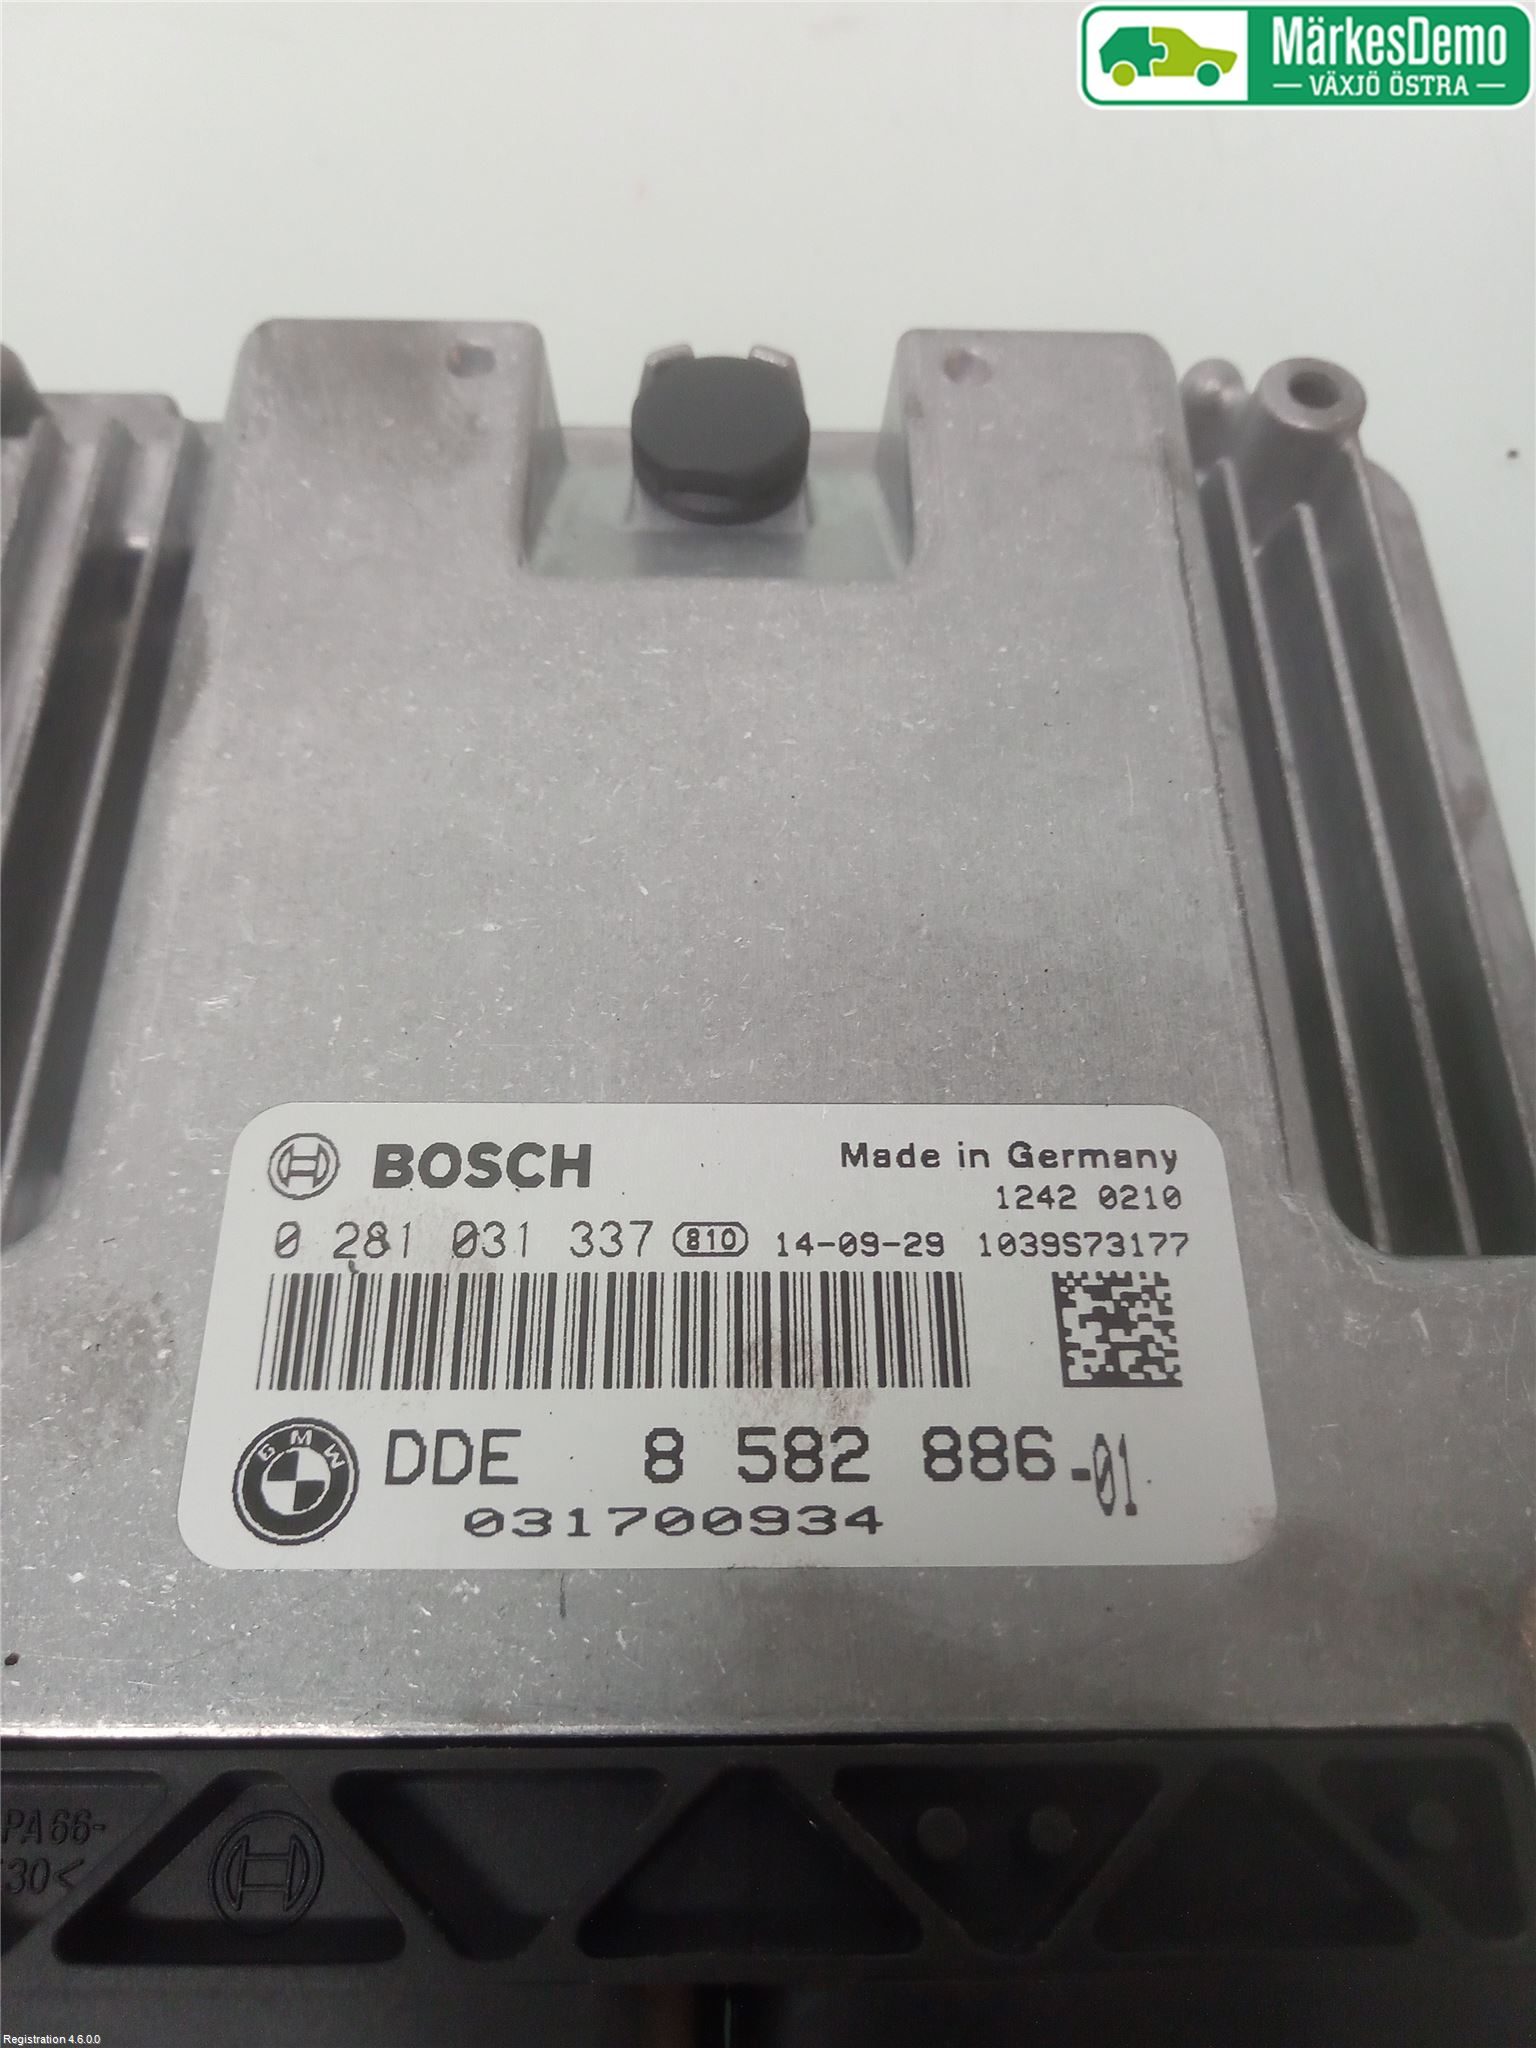 MärkesDemo
VÄXJÖ ÖSTRA
BOSCH
Made in Germany
1242 0210
0 281 031 337 810 14-09-29 1039S73177
BMW
DDE 8 582 886-01
031700934
PA66-
30<
Registration 4.6.0.0